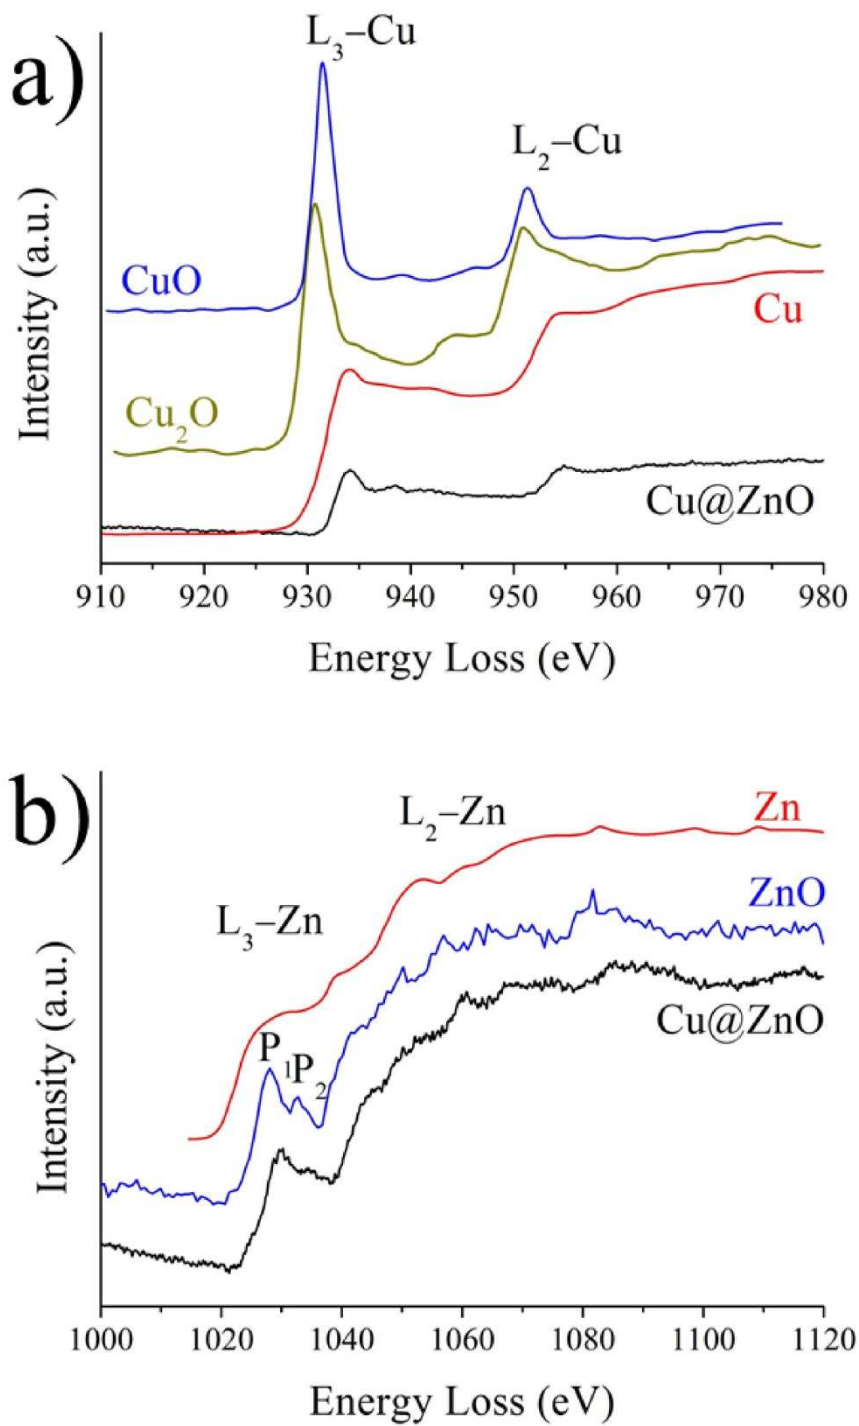 a)
L₃–Cu
L₂–Cu
CuO
Cu
Cu₂O
Cu@ZnO
Intensity (a.u.)
910 920 930 940 950 960 970 980
Energy Loss (eV)
b)
Zn
L₂–Zn
ZnO
L₃–Zn
Cu@ZnO
P₁ P₂
Intensity (a.u.)
1000 1020 1040 1060 1080 1100 1120
Energy Loss (eV)